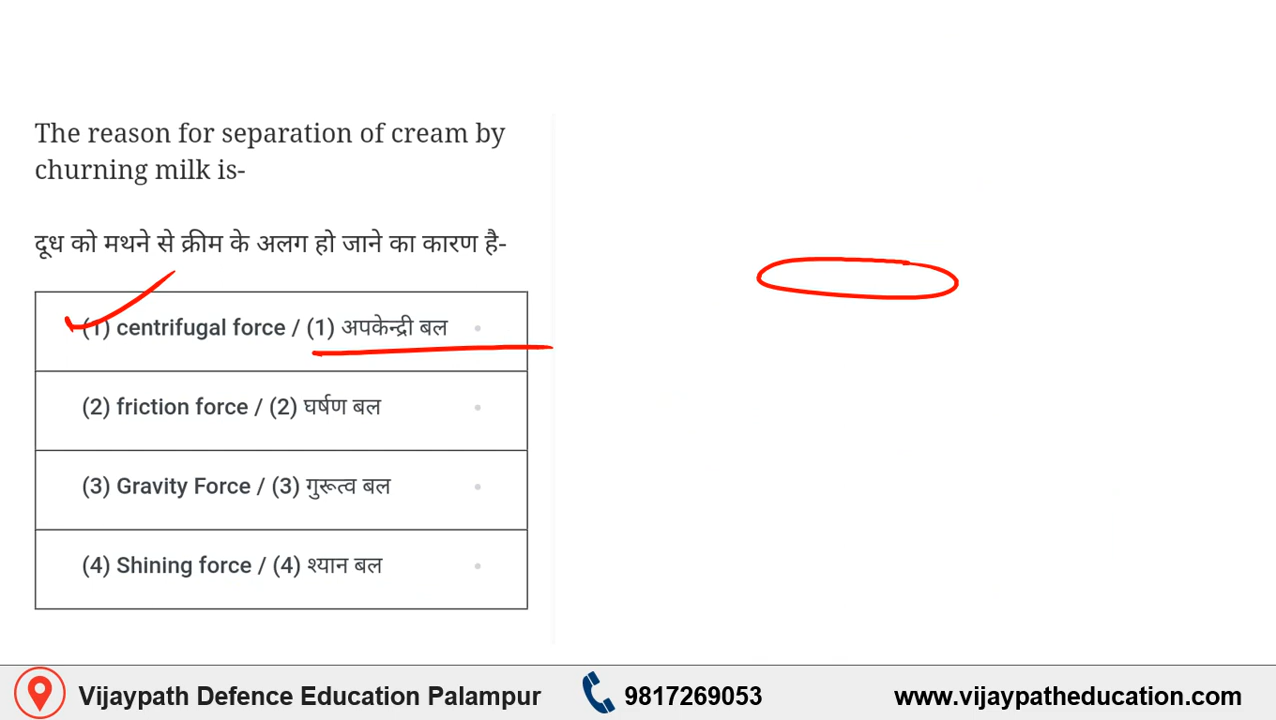 The reason for separation of cream by
churning milk is-
दूध को मथने से क्रीम के अलग हो जाने का कारण है-
(1) centrifugal force / (1) अपकेन्द्री बल
(2) friction force / (2) घर्षण बल
(3) Gravity Force / (3) गुरूत्व बल
(4) Shining force / (4) श्यान बल
Vijaypath Defence Education Palampur
9817269053
www.vijaypatheducation.com